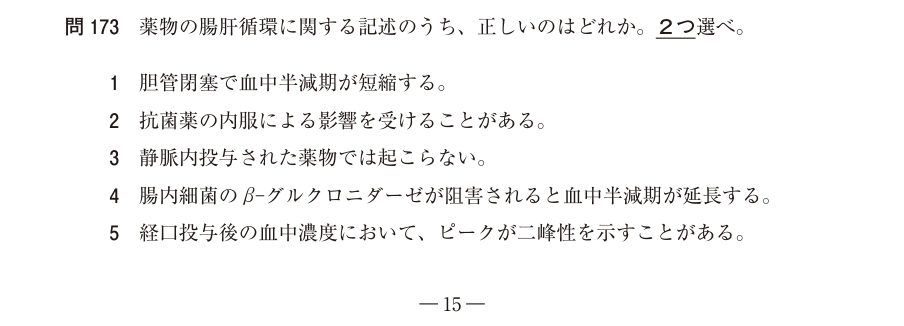 問 173 薬物の腸肝循環に関する記述のうち、正しいのはどれか。2つ選べ。
1 胆管閉塞で血中半減期が短縮する。
2 抗菌薬の内服による影響を受けることがある。
3 静脈内投与された薬物では起こらない。
4 腸内細菌のβ-グルクロニダーゼが阻害されると血中半減期が延長する。
5 経口投与後の血中濃度において、ピークが二峰性を示すことがある。
— 15 —